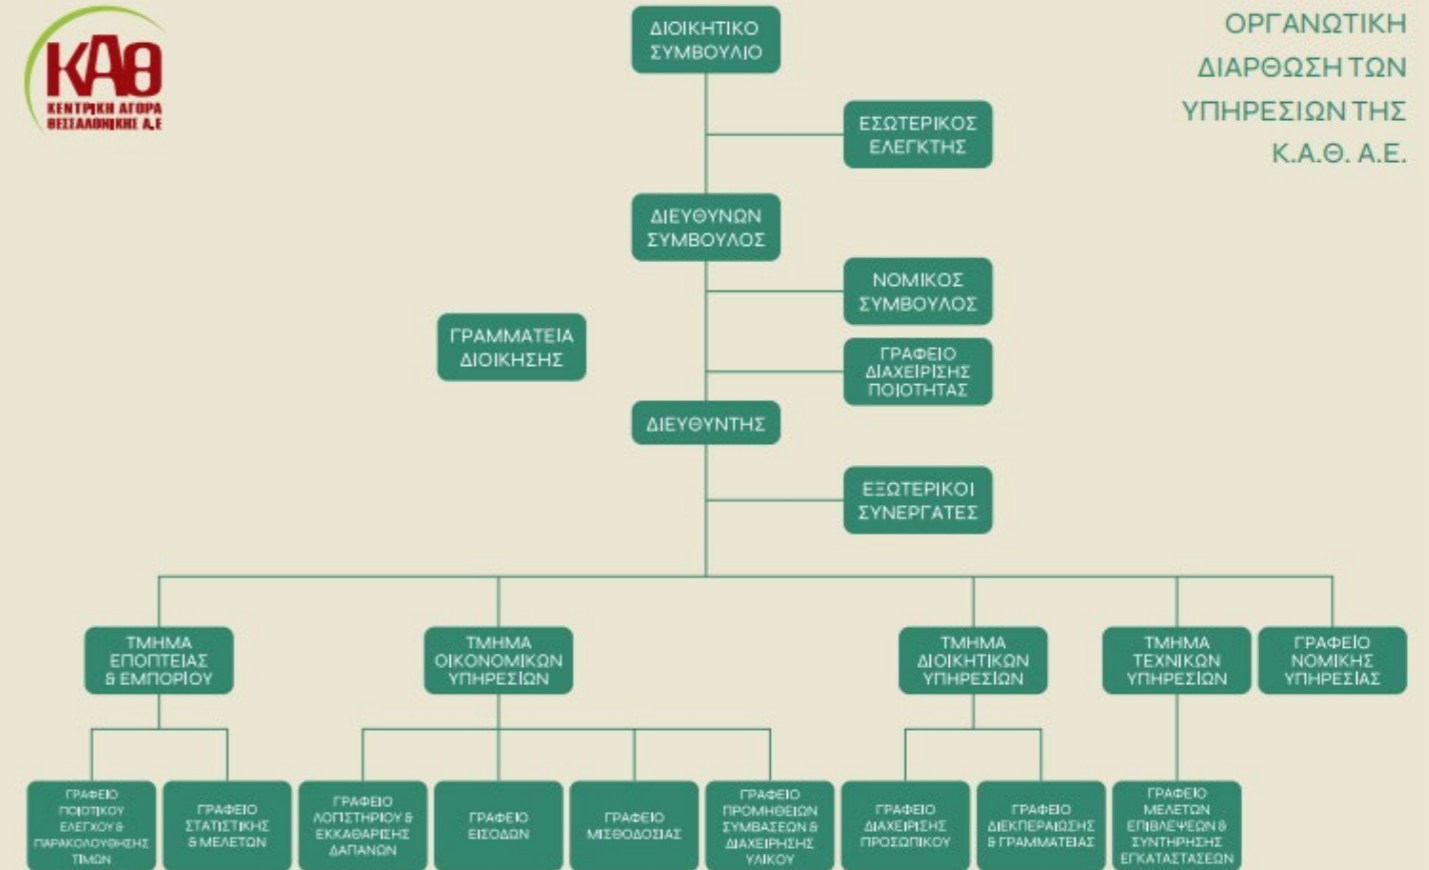 ΚΑΘ
ΚΕΝΤΡΙΚΗ ΑΓΟΡΑ
ΘΕΣΣΑΛΟΝΙΚΗΣ Α.Ε
ΟΡΓΑΝΩΤΙΚΗ
ΔΙΑΡΘΩΣΗ ΤΩΝ
ΥΠΗΡΕΣΙΩΝ ΤΗΣ
Κ.Α.Θ. Α.Ε.
ΔΙΟΙΚΗΤΙΚΟ
ΣΥΜΒΟΥΛΙΟ
ΕΣΩΤΕΡΙΚΟΣ
ΕΛΕΓΚΤΗΣ
ΔΙΕΥΘΥΝΩΝ
ΣΥΜΒΟΥΛΟΣ
ΝΟΜΙΚΟΣ
ΣΥΜΒΟΥΛΟΣ
ΓΡΑΜΜΑΤΕΙΑ
ΔΙΟΙΚΗΣΗΣ
ΓΡΑΦΕΙΟ
ΔΙΑΧΕΙΡΙΣΗΣ
ΠΟΙΟΤΗΤΑΣ
ΔΙΕΥΘΥΝΤΗΣ
ΕΞΩΤΕΡΙΚΟΙ
ΣΥΝΕΡΓΑΤΕΣ
ΤΜΗΜΑ
ΕΠΟΠΤΕΙΑΣ
& ΕΜΠΟΡΙΟΥ
ΤΜΗΜΑ
ΟΙΚΟΝΟΜΙΚΩΝ
ΥΠΗΡΕΣΙΩΝ
ΤΜΗΜΑ
ΔΙΟΙΚΗΤΙΚΩΝ
ΥΠΗΡΕΣΙΩΝ
ΤΜΗΜΑ
ΤΕΧΝΙΚΩΝ
ΥΠΗΡΕΣΙΩΝ
ΓΡΑΦΕΙΟ
ΝΟΜΙΚΗΣ
ΥΠΗΡΕΣΙΑΣ
ΓΡΑΦΕΙΟ
ΠΟΙΟΤΙΚΟΥ
ΕΛΕΓΧΟΥ &
ΠΑΡΑΚΟΛΟΥΘΗΣΗΣ
ΤΙΜΩΝ
ΓΡΑΦΕΙΟ
ΣΤΑΤΙΣΤΙΚΗΣ
& ΜΕΛΕΤΩΝ
ΓΡΑΦΕΙΟ
ΛΟΓΙΣΤΗΡΙΟΥ &
ΕΚΚΑΘΑΡΙΣΗΣ
ΔΑΠΑΝΩΝ
ΓΡΑΦΕΙΟ
ΕΙΣΟΔΩΝ
ΓΡΑΦΕΙΟ
ΜΙΣΘΟΔΟΣΙΑΣ
ΓΡΑΦΕΙΟ
ΠΡΟΜΗΘΕΙΩΝ
ΣΥΜΒΑΣΕΩΝ &
ΔΙΑΧΕΙΡΗΣΗΣ
ΥΛΙΚΟΥ
ΓΡΑΦΕΙΟ
ΔΙΑΧΕΙΡΙΣΗΣ
ΠΡΟΣΩΠΙΚΟΥ
ΓΡΑΦΕΙΟ
ΔΙΕΚΠΕΡΑΙΩΣΗΣ
& ΓΡΑΜΜΑΤΕΙΑΣ
ΓΡΑΦΕΙΟ
ΜΕΛΕΤΩΝ
ΕΠΙΒΛΕΨΕΩΝ &
ΣΥΝΤΗΡΗΣΗΣ
ΕΓΚΑΤΑΣΤΑΣΕΩΝ